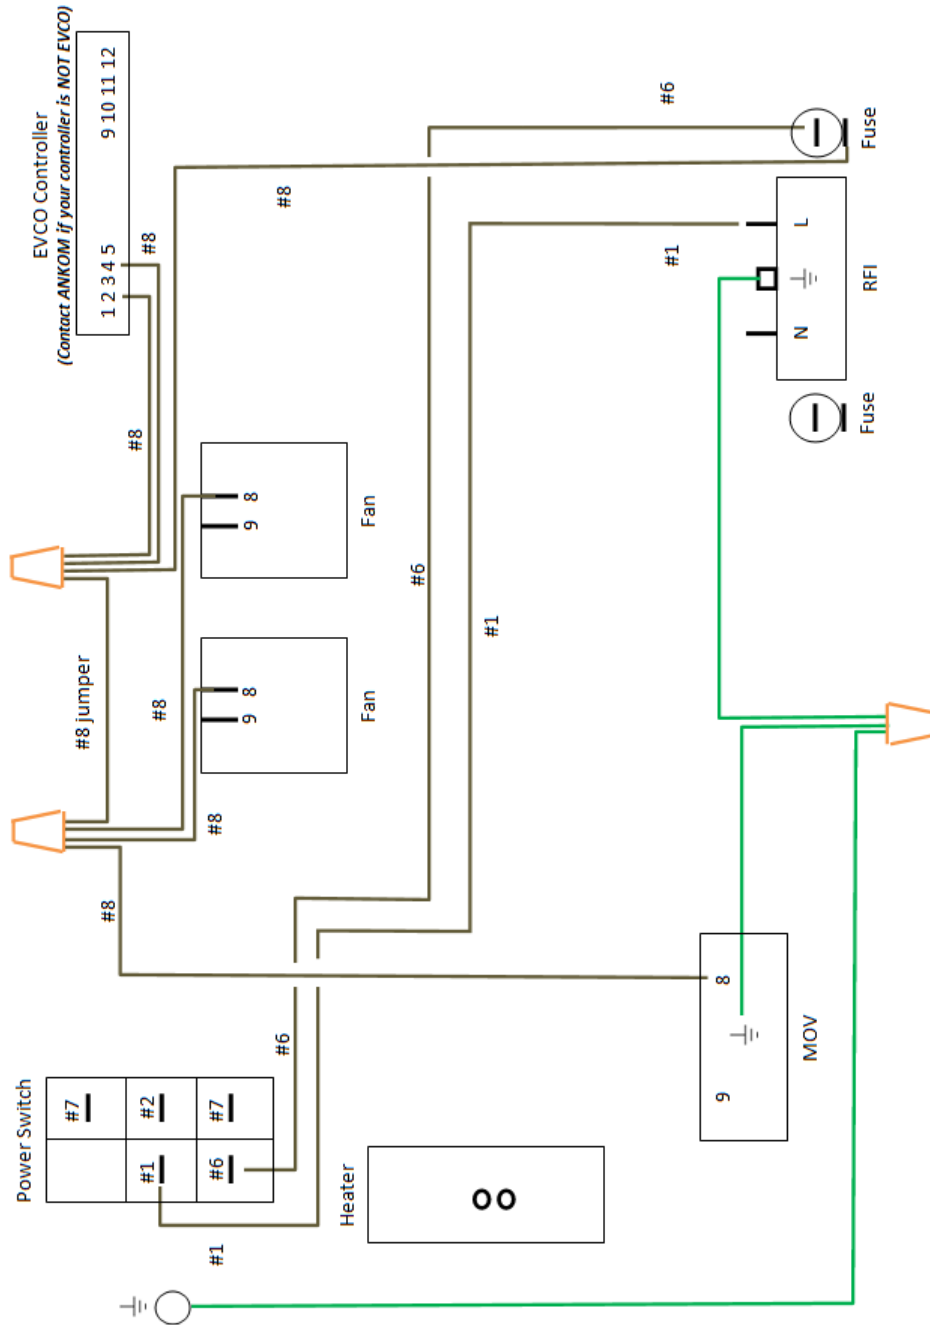 Power Switch
EVCO Controller
(Contact ANKOM if your controller is NOT EVCO)
#7
#8 jumper
#8
1 2 3 4 5
9 10 11 12
#8
#1
#2
#8
#8
#1
#6
#7
#8
9 8
9 8
#6
#8
Heater
Fan
Fan
#6
#1
#6
#1
9
8
N
L
MOV
Fuse
RFI
Fuse